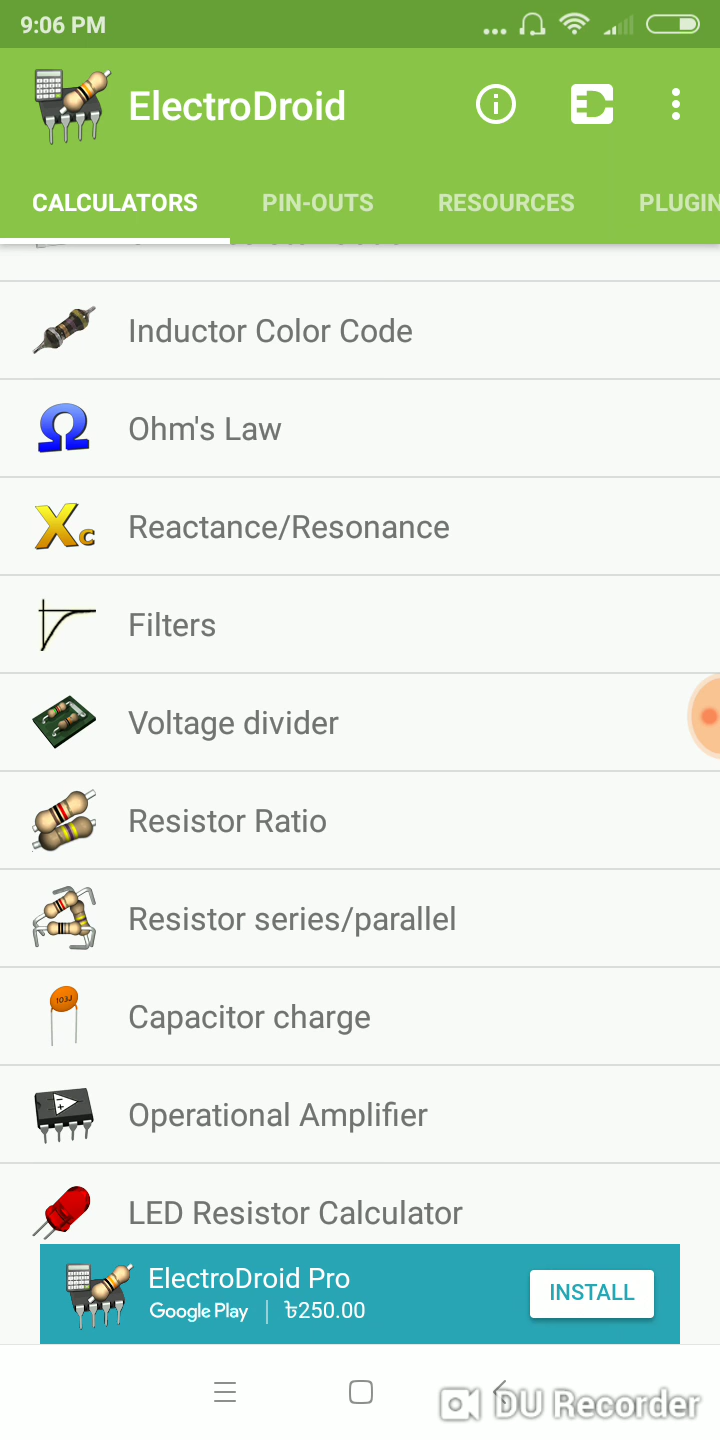 9:06 PM
ElectroDroid
CALCULATORS PIN-OUTS RESOURCES PLUGIN
Inductor Color Code
Ohm's Law
Xc Reactance/Resonance
Filters
Voltage divider
Resistor Ratio
Resistor series/parallel
103J Capacitor charge
Operational Amplifier
LED Resistor Calculator
ElectroDroid Pro
Google Play | ৳250.00
INSTALL
DU Recorder